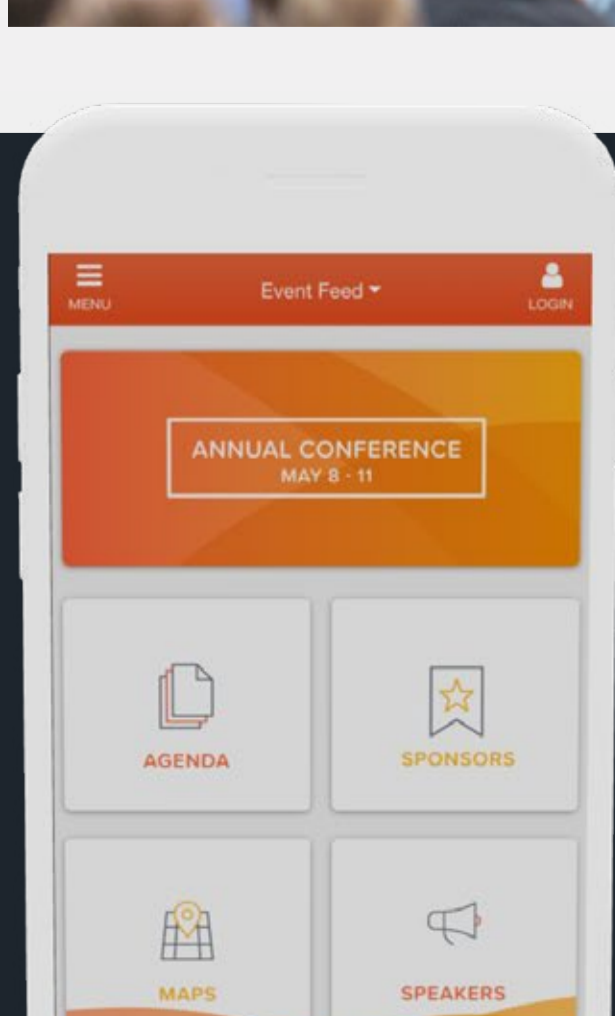 MENU
Event Feed
LOGIN
ANNUAL CONFERENCE
MAY 8 - 11
AGENDA
SPONSORS
MAPS
SPEAKERS